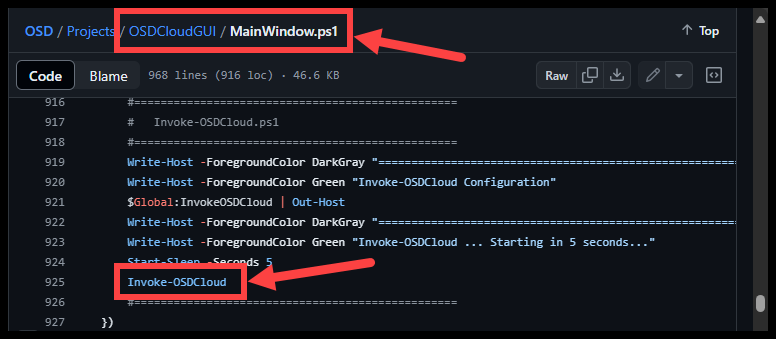 OSD / Projects / OSDCloudGUI / MainWindow.ps1
Top
Code Blame 968 lines (916 loc) · 46.6 KB Raw
916 #=================================================
917 #   Invoke-OSDCloud.ps1
918 #=================================================
919 Write-Host -ForegroundColor DarkGray "=====================================================
920 Write-Host -ForegroundColor Green "Invoke-OSDCloud Configuration"
921 $Global:InvokeOSDCloud | Out-Host
922 Write-Host -ForegroundColor DarkGray "=====================================================
923 Write-Host -ForegroundColor Green "Invoke-OSDCloud ... Starting in 5 seconds..."
924 Start-Sleep -Seconds 5
925 Invoke-OSDCloud
926 #=================================================
927 })